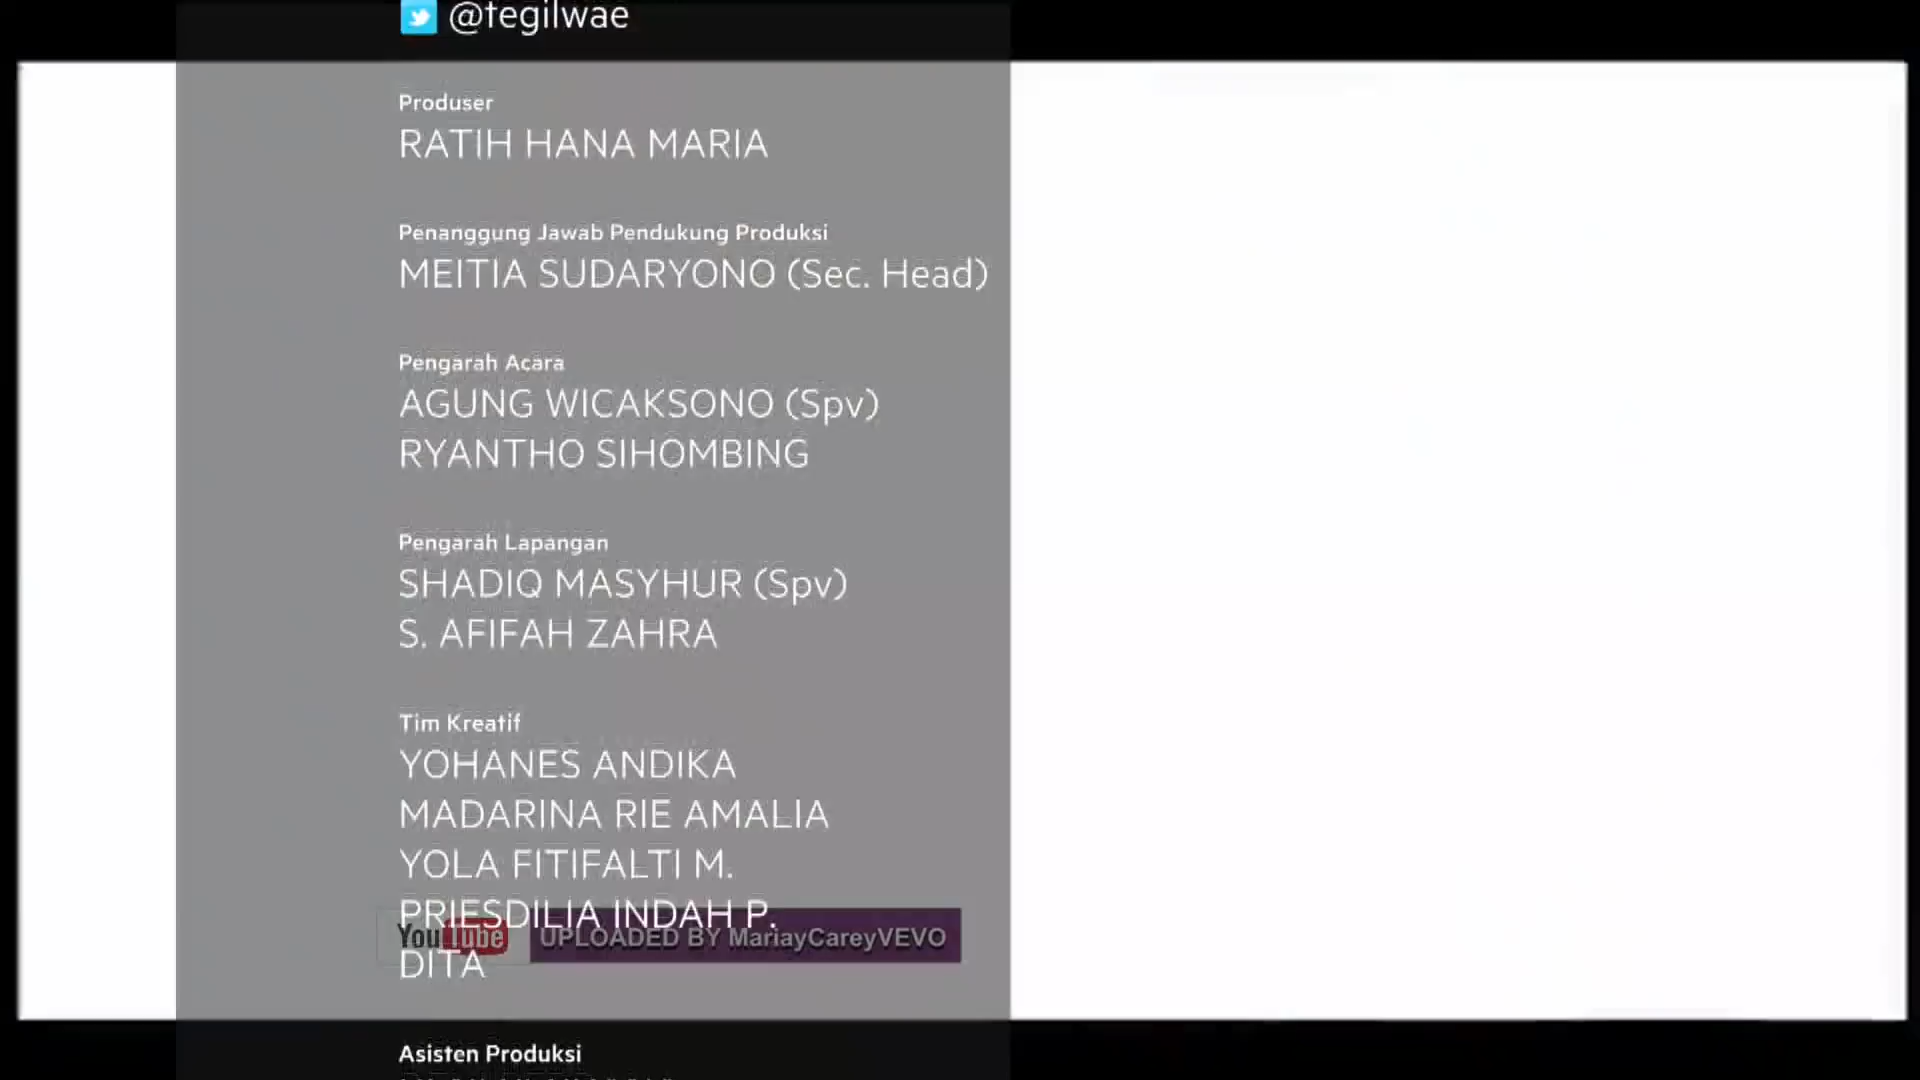 @tegilwae
Produser
RATIH HANA MARIA
Penanggung Jawab Pendukung Produksi
MEITIA SUDARYONO (Sec. Head)
Pengarah Acara
AGUNG WICAKSONO (Spv)
RYANTHO SIHOMBING
Pengarah Lapangan
SHADIQ MASYHUR (Spv)
S. AFIFAH ZAHRA
Tim Kreatif
YOHANES ANDIKA
MADARINA RIE AMALIA
YOLA FITIFALTI M.
PRIESDILIA INDAH P.
YouTube UPLOADED BY MariayCareyVEVO
DITA
Asisten Produksi